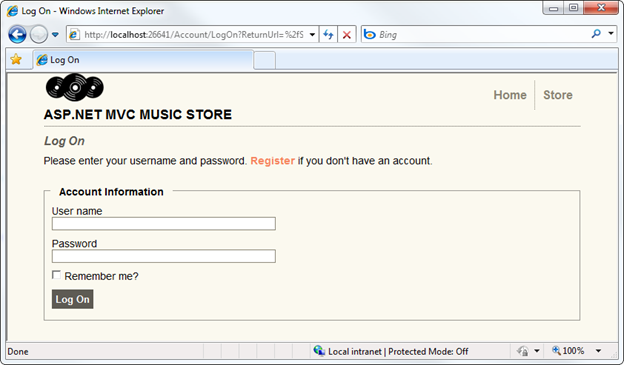 Log On - Windows Internet Explorer
http://localhost:26641/Account/LogOn?ReturnUrl=%2fS
Bing
Log On
Home
Store
ASP.NET MVC MUSIC STORE
Log On
Please enter your username and password. Register if you don't have an account.
Account Information
User name
Password
Remember me?
Log On
Done
Local intranet | Protected Mode: Off
100%